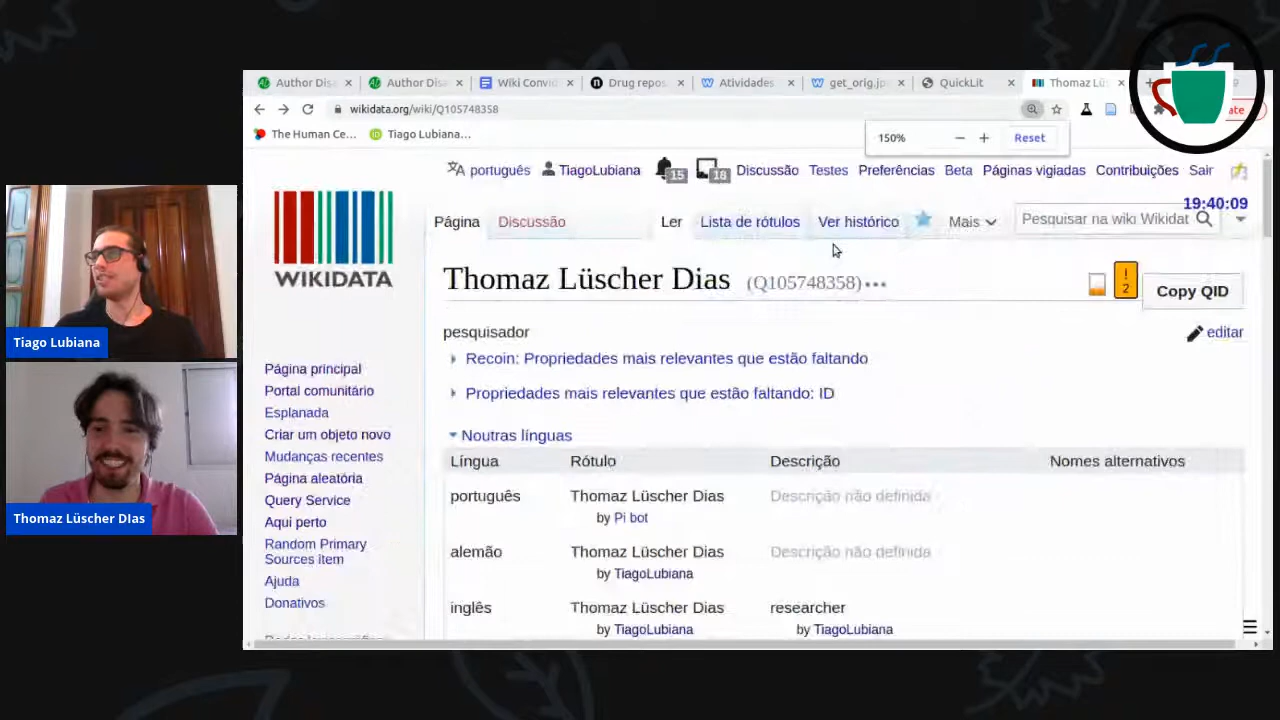 Author Disa
Author Disa
Wiki Convid
Drug repos
Atividades
get_orig.jp
QuickLit
Thomaz Lüs
wikidata.org/wiki/Q105748358
ate
The Human Ce...
Tiago Lubiana...
150%
Reset
português
TiagoLubiana
15
18
Discussão
Testes
Preferências
Beta
Páginas vigiadas
Contribuições
Sair
19:40:09
WIKIDATA
Página
Discussão
Ler
Lista de rótulos
Ver histórico
Mais
Pesquisar na wiki Wikidat
Thomaz Lüscher Dias (Q105748358)
! 2
Copy QID
pesquisador
editar
Recoin: Propriedades mais relevantes que estão faltando
Propriedades mais relevantes que estão faltando: ID
Noutras línguas
Língua Rótulo Descrição Nomes alternativos
português Thomaz Lüscher Dias Descrição não definida
by Pi bot
alemão Thomaz Lüscher Dias Descrição não definida
by TiagoLubiana
inglês Thomaz Lüscher Dias researcher
by TiagoLubiana by TiagoLubiana
Página principal
Portal comunitário
Esplanada
Criar um objeto novo
Mudanças recentes
Página aleatória
Query Service
Aqui perto
Random Primary
Sources item
Ajuda
Donativos
Tiago Lubiana
Thomaz Lüscher DIas